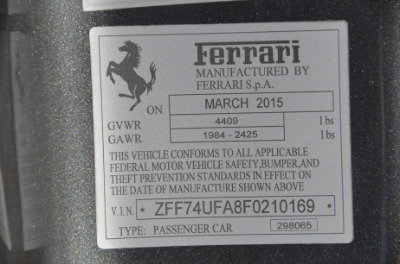 Ferrari
MANUFACTURED BY
FERRARI S.p.A.
ON MARCH 2015
GVWR 4409 lbs
GAWR 1984 - 2425 lbs
THIS VEHICLE CONFORMS TO ALL APPLICABLE
FEDERAL MOTOR VEHICLE SAFETY,BUMPER,AND
THEFT PREVENTION STANDARDS IN EFFECT ON
THE DATE OF MANUFACTURE SHOWN ABOVE
V.I.N. * ZFF74UFA8F0210169 *
TYPE: PASSENGER CAR 298065